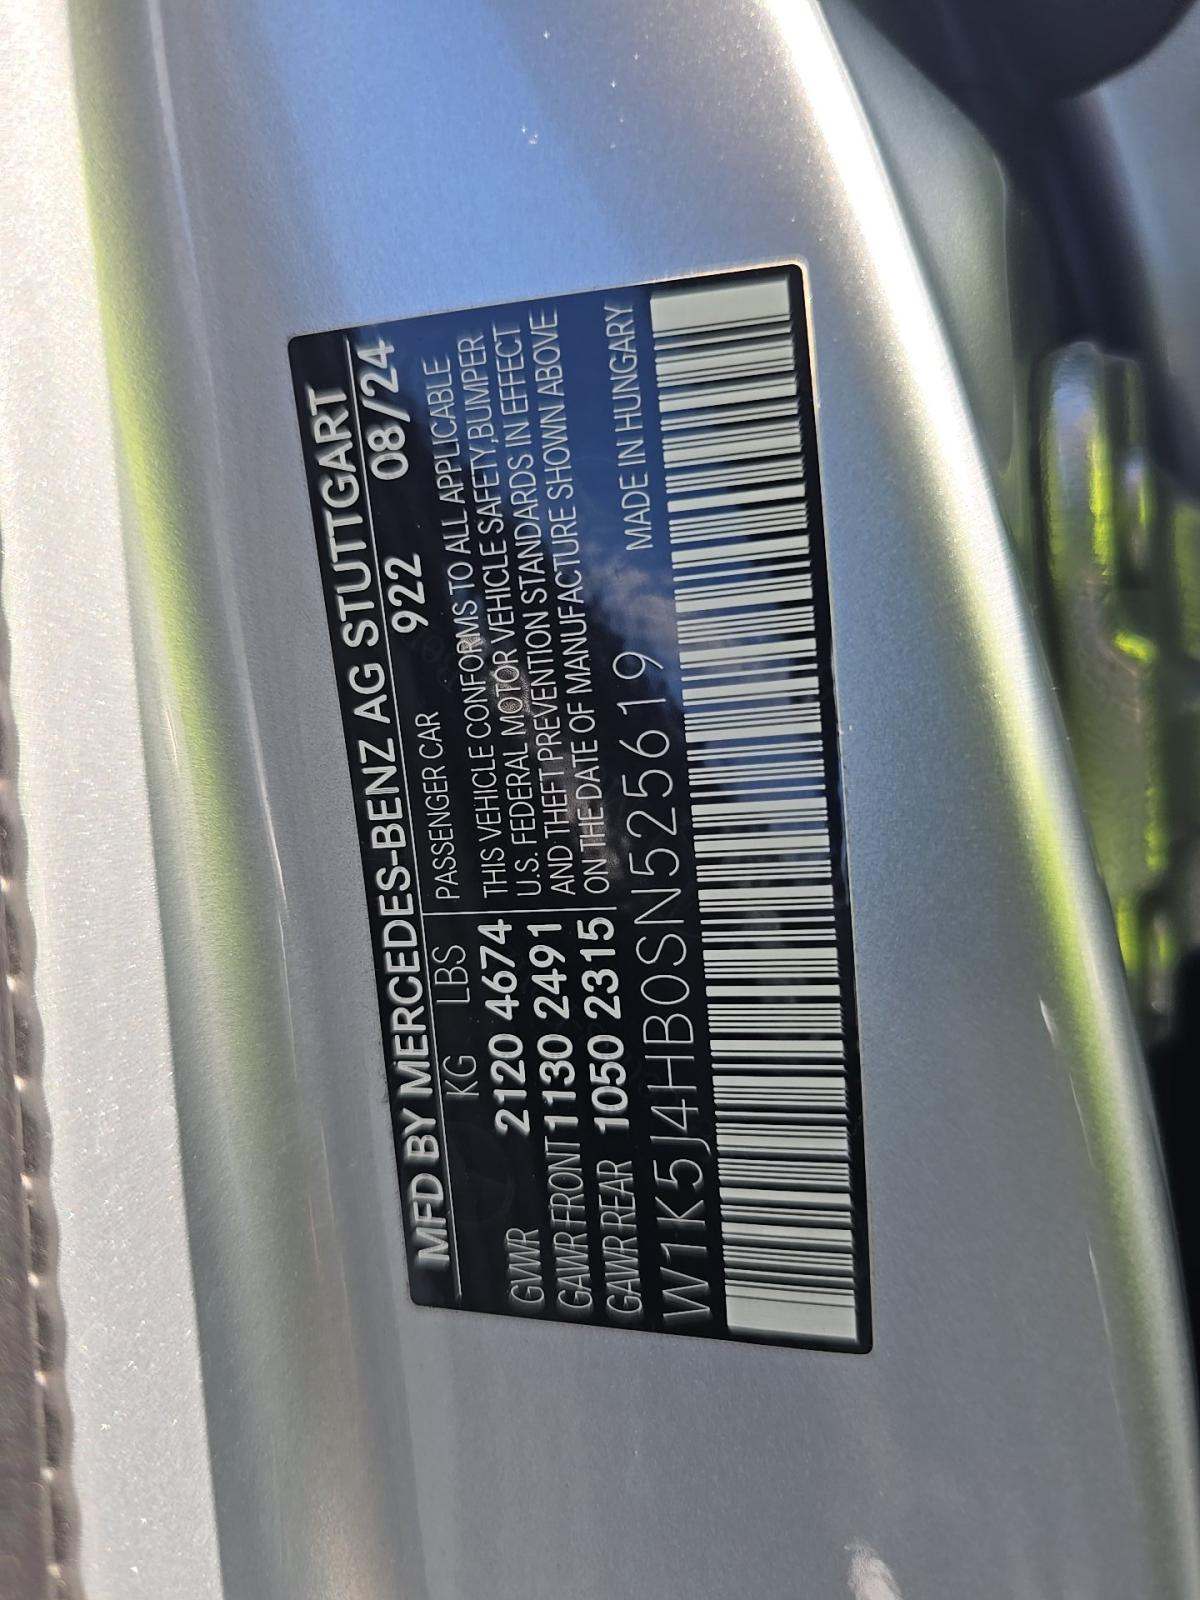 MFD BY MERCEDES-BENZ AG STUTTGART
922 08/24
KG LBS PASSENGER CAR
THIS VEHICLE CONFORMS TO ALL APPLICABLE
GVWR 2120 4674 U.S. FEDERAL MOTOR VEHICLE SAFETY, BUMPER
GAWR FRONT 1130 2491 AND THEFT PREVENTION STANDARDS IN EFFECT
GAWR REAR 1050 2315 ON THE DATE OF MANUFACTURE SHOWN ABOVE
W1K5J4HB0SN525619 MADE IN HUNGARY